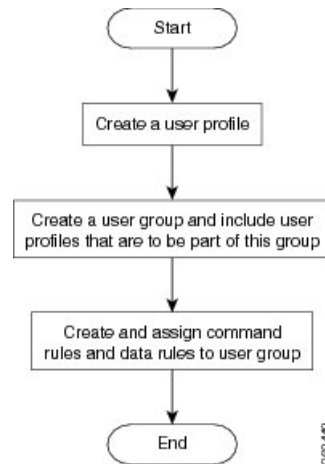 Start
Create a user profile
Create a user group and include user
profiles that are to be part of this group
Create and assign command
rules and data rules to user group
End